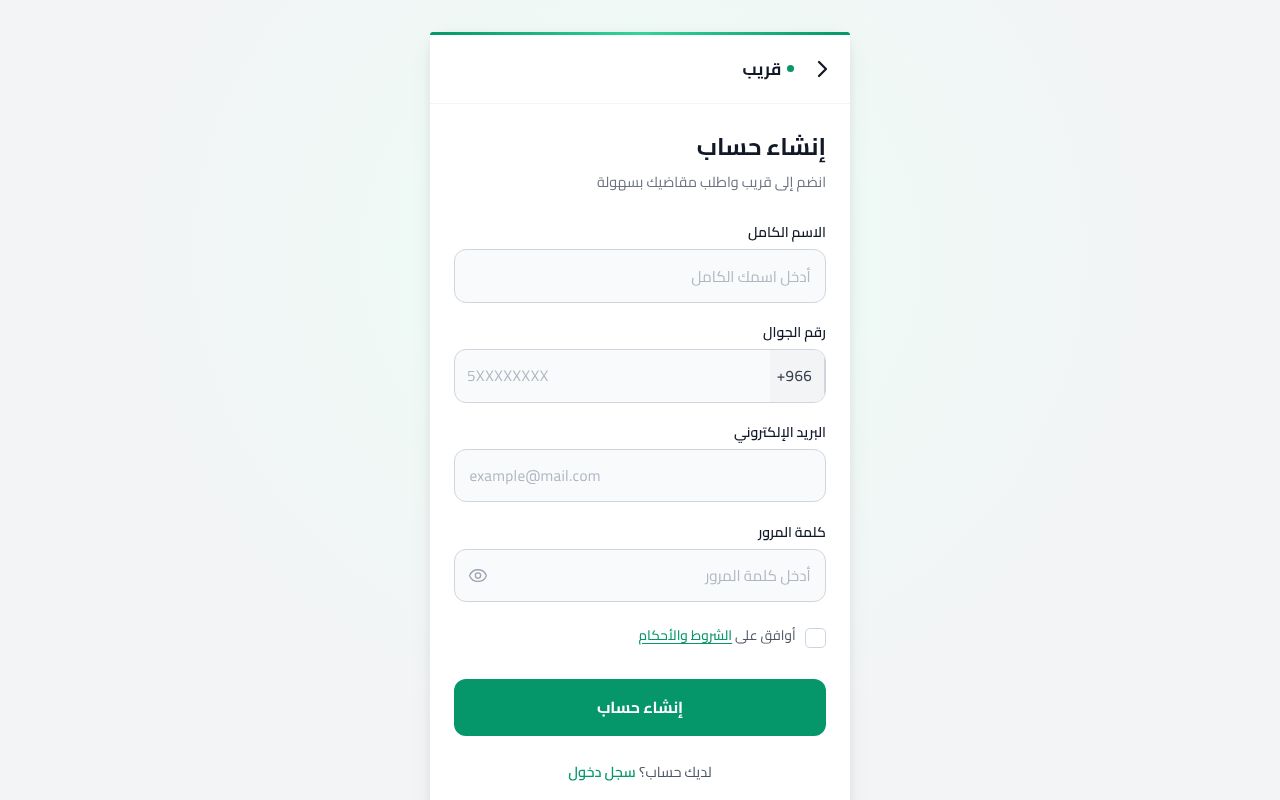 قريب
إنشاء حساب
انضم إلى قريب واطلب مقاضيك بسهولة
الاسم الكامل
أدخل اسمك الكامل
رقم الجوال
+966 5XXXXXXXX
البريد الإلكتروني
example@mail.com
كلمة المرور
أدخل كلمة المرور
أوافق على الشروط والأحكام
إنشاء حساب
لديك حساب؟ سجل دخول